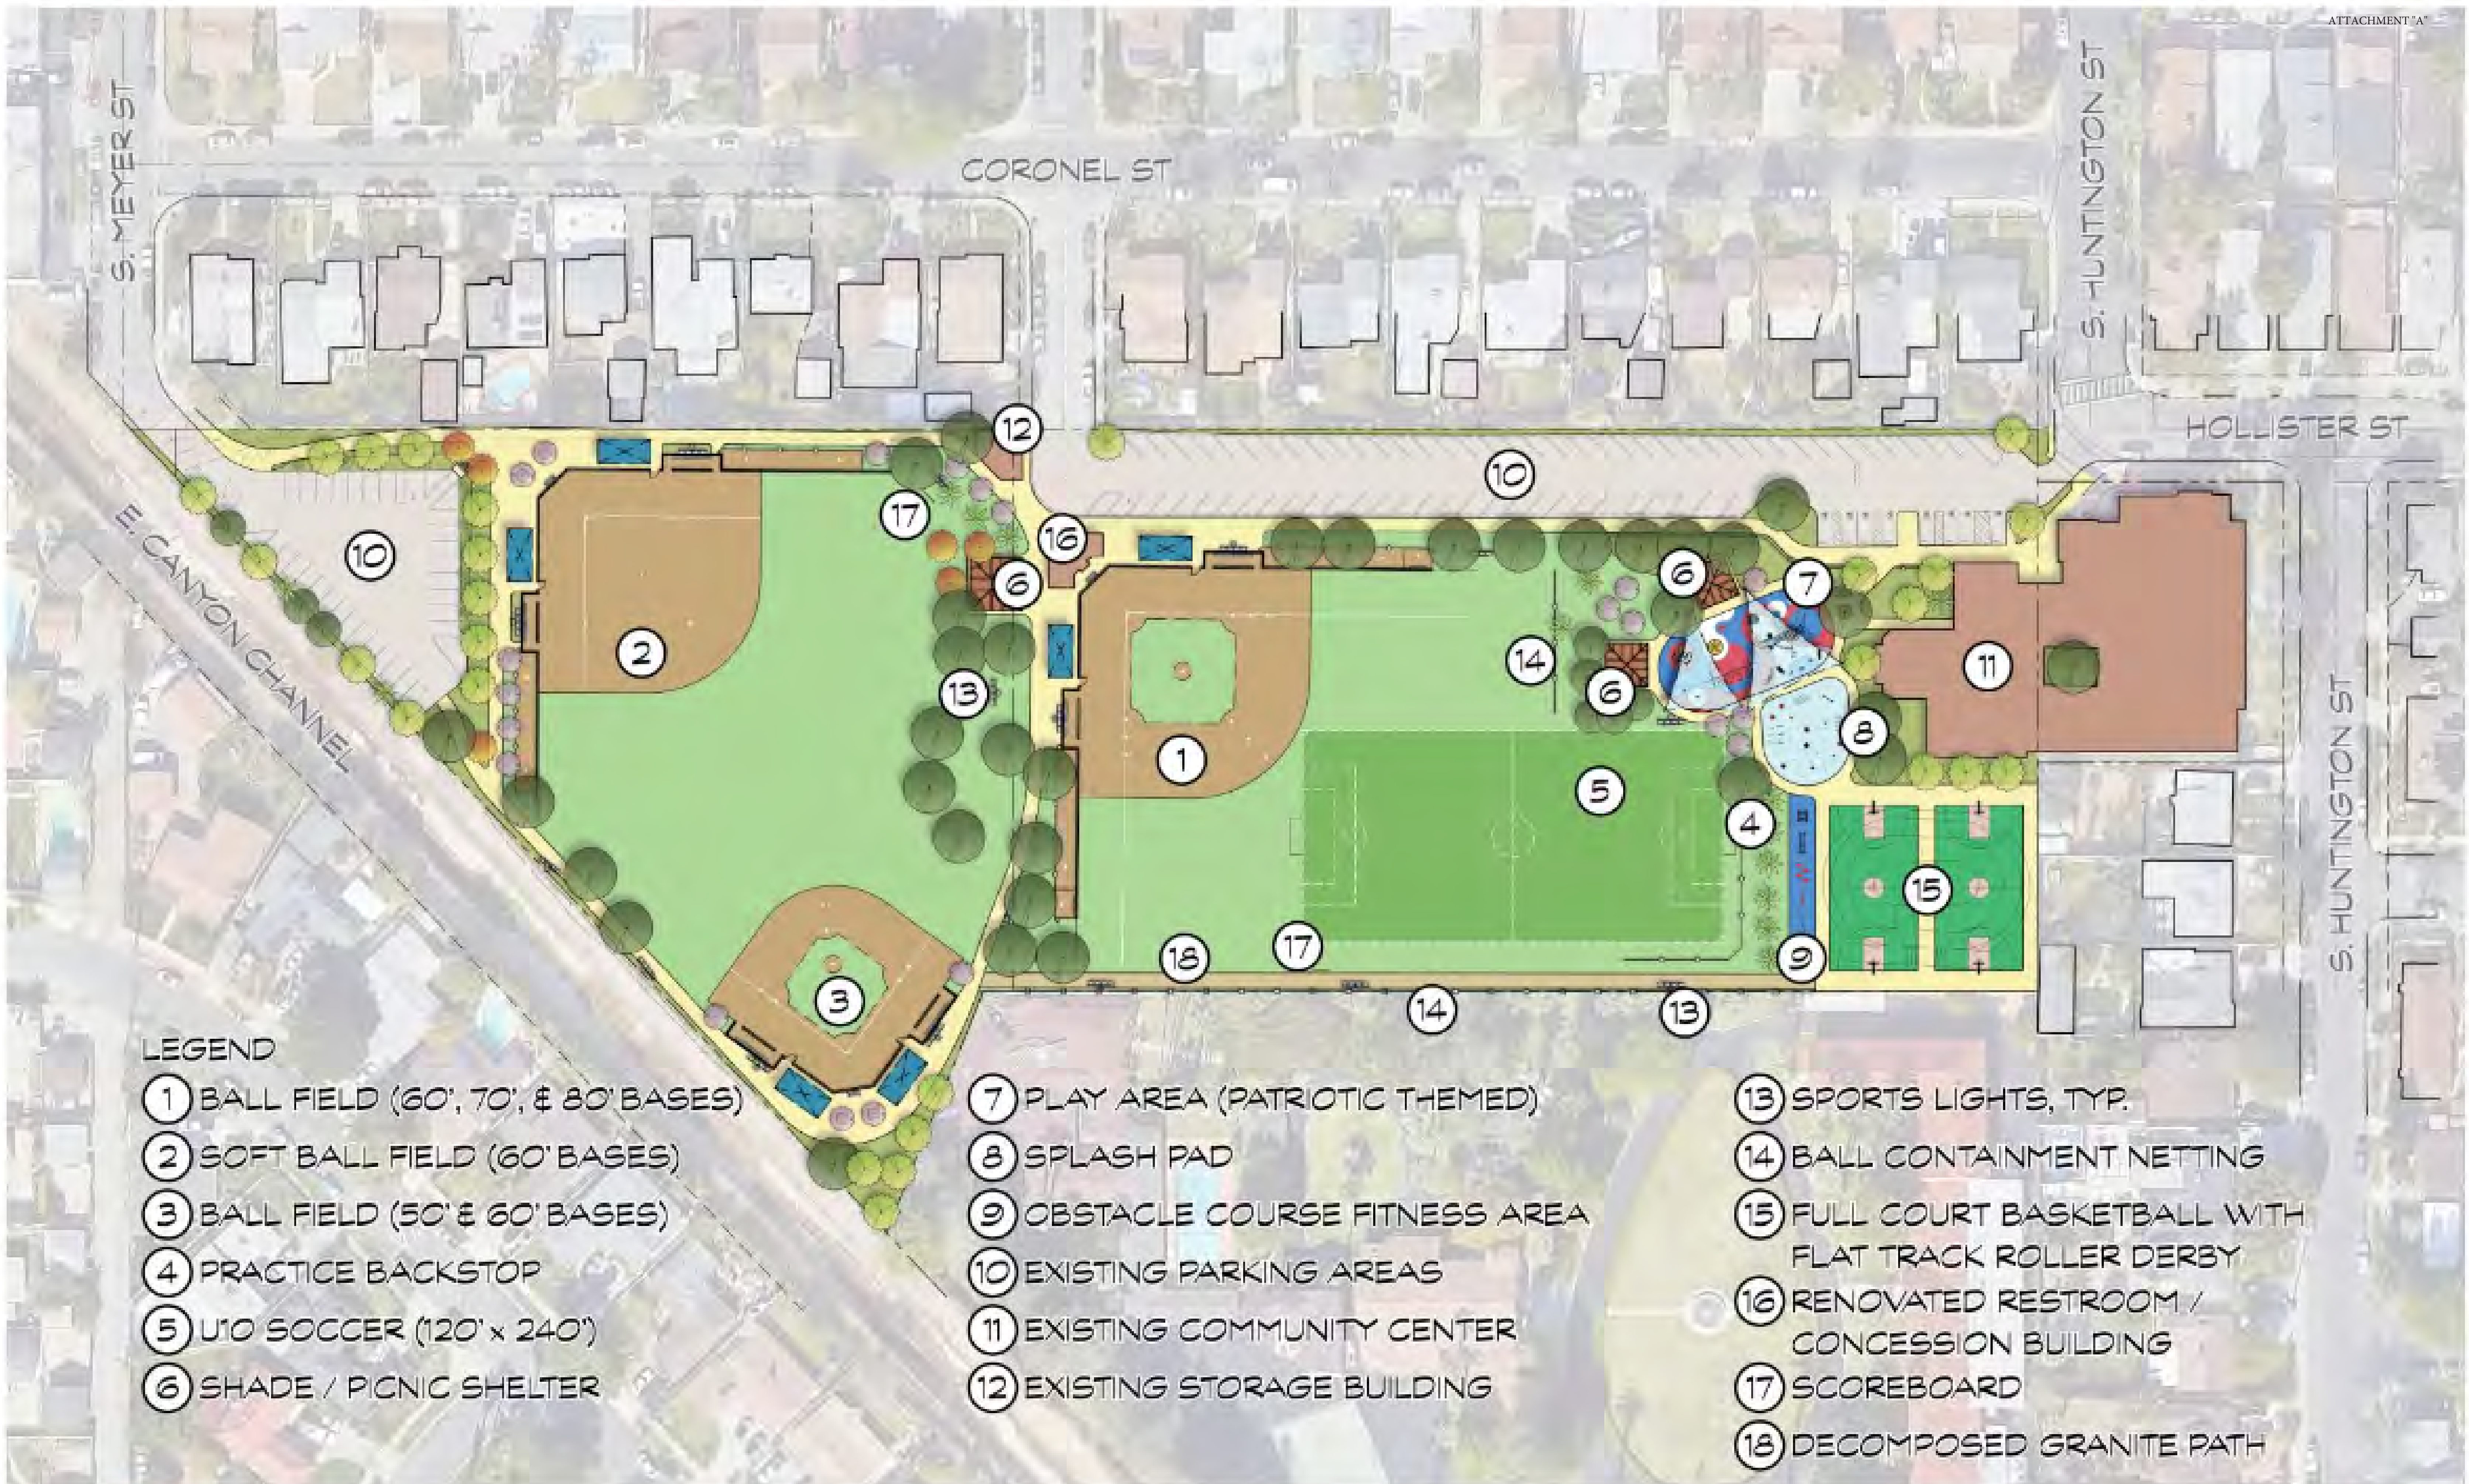 ATTACHMENT "A"
S. MEYER ST
CORONEL ST
S. HUNTINGTON ST
HOLLISTER ST
E. CANYON CHANNEL
S. HUNTINGTON ST
12
10
17
10
16
6
6
7
2
14
13
6
11
8
1
5
4
15
18
17
9
3
14
13
LEGEND
1 BALL FIELD (60', 70', & 80' BASES)
2 SOFT BALL FIELD (60' BASES)
3 BALL FIELD (50' & 60' BASES)
4 PRACTICE BACKSTOP
5 U10 SOCCER (120' x 240')
6 SHADE / PICNIC SHELTER
7 PLAY AREA (PATRIOTIC THEMED)
8 SPLASH PAD
9 OBSTACLE COURSE FITNESS AREA
10 EXISTING PARKING AREAS
11 EXISTING COMMUNITY CENTER
12 EXISTING STORAGE BUILDING
13 SPORTS LIGHTS, TYP.
14 BALL CONTAINMENT NETTING
15 FULL COURT BASKETBALL WITH
FLAT TRACK ROLLER DERBY
16 RENOVATED RESTROOM /
CONCESSION BUILDING
17 SCOREBOARD
18 DECOMPOSED GRANITE PATH